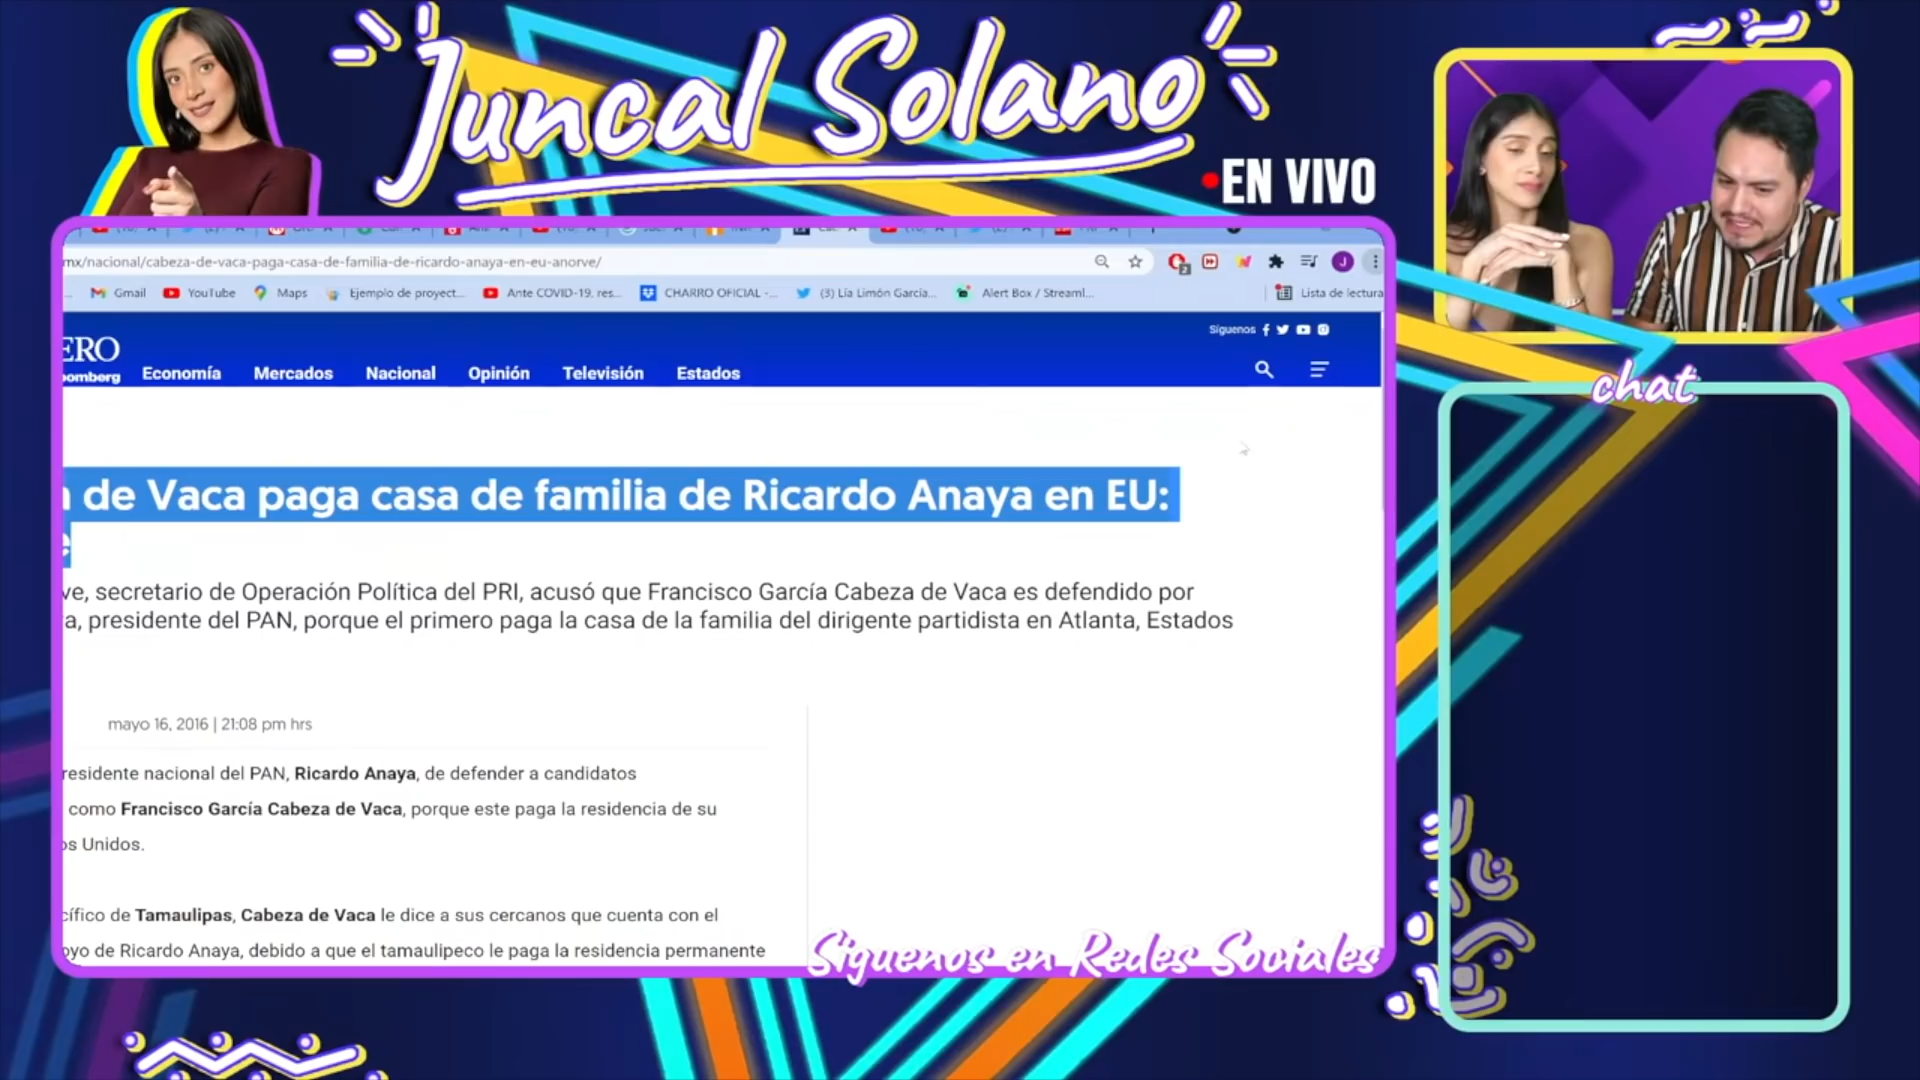 Juncal Solano
EN VIVO
mx/nacional/cabeza-de-vaca-paga-casa-de-familia-de-ricardo-anaya-en-eu-anorve/
Gmail
YouTube
Maps
Ejemplo de proyect...
Ante COVID-19, res...
CHARRO OFICIAL -...
(3) Lía Limón García...
Alert Box / Streaml...
Lista de lectura
Síguenos
ERO
omberg
Economía
Mercados
Nacional
Opinión
Televisión
Estados
chat
de Vaca paga casa de familia de Ricardo Anaya en EU:
e
ve, secretario de Operación Política del PRI, acusó que Francisco García Cabeza de Vaca es defendido por
a, presidente del PAN, porque el primero paga la casa de la familia del dirigente partidista en Atlanta, Estados
mayo 16, 2016 | 21:08 pm hrs
residente nacional del PAN, Ricardo Anaya, de defender a candidatos
como Francisco García Cabeza de Vaca, porque este paga la residencia de su
os Unidos.
cífico de Tamaulipas, Cabeza de Vaca le dice a sus cercanos que cuenta con el
oyo de Ricardo Anaya, debido a que el tamaulipeco le paga la residencia permanente
Síguenos en Redes Sociales